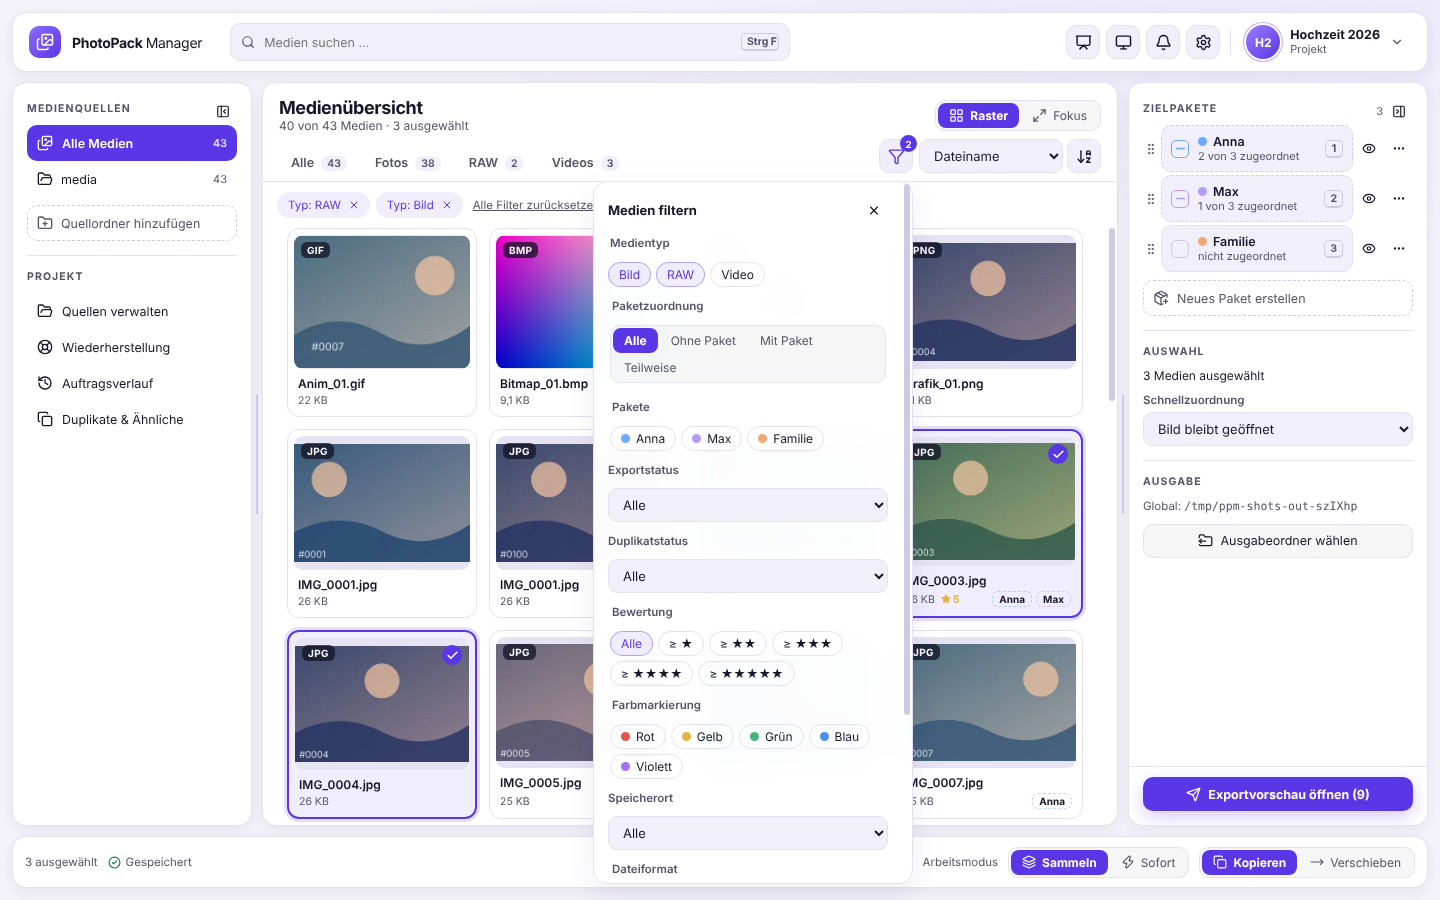 PhotoPack Manager
Medien suchen ...
Strg F
H2
Hochzeit 2026
Projekt
MEDIENQUELLEN
Alle Medien 43
media 43
Quellordner hinzufügen
PROJEKT
Quellen verwalten
Wiederherstellung
Auftragsverlauf
Duplikate & Ähnliche
Medienübersicht
40 von 43 Medien · 3 ausgewählt
Raster
Fokus
Alle 43
Fotos 38
RAW 2
Videos 3
2
Dateiname
Typ: RAW
Typ: Bild
Alle Filter zurücksetze
GIF
#0007
Anim_01.gif
22 KB
BMP
Bitmap_01.bmp
9,1 KB
PNG
0004
rafik_01.png
KB
JPG
#0001
IMG_0001.jpg
26 KB
JPG
#0100
IMG_0001.jpg
26 KB
JPG
0003
MG_0003.jpg
6 KB ★ 5
Anna
Max
JPG
#0004
IMG_0004.jpg
26 KB
JPG
#0005
IMG_0005.jpg
25 KB
JPG
0007
MG_0007.jpg
5 KB
Anna
Medien filtern
Medientyp
Bild
RAW
Video
Paketzuordnung
Alle
Ohne Paket
Mit Paket
Teilweise
Pakete
Anna
Max
Familie
Exportstatus
Alle
Duplikatstatus
Alle
Bewertung
Alle
≥ ★
≥ ★★
≥ ★★★
≥ ★★★★
≥ ★★★★★
Farbmarkierung
Rot
Gelb
Grün
Blau
Violett
Speicherort
Alle
Dateiformat
ZIELPAKETE 3
Anna
2 von 3 zugeordnet
1
Max
1 von 3 zugeordnet
2
Familie
nicht zugeordnet
3
Neues Paket erstellen
AUSWAHL
3 Medien ausgewählt
Schnellzuordnung
Bild bleibt geöffnet
AUSGABE
Global: /tmp/ppm-shots-out-szIXhp
Ausgabeordner wählen
Exportvorschau öffnen (9)
3 ausgewählt
Gespeichert
Arbeitsmodus
Sammeln
Sofort
Kopieren
Verschieben